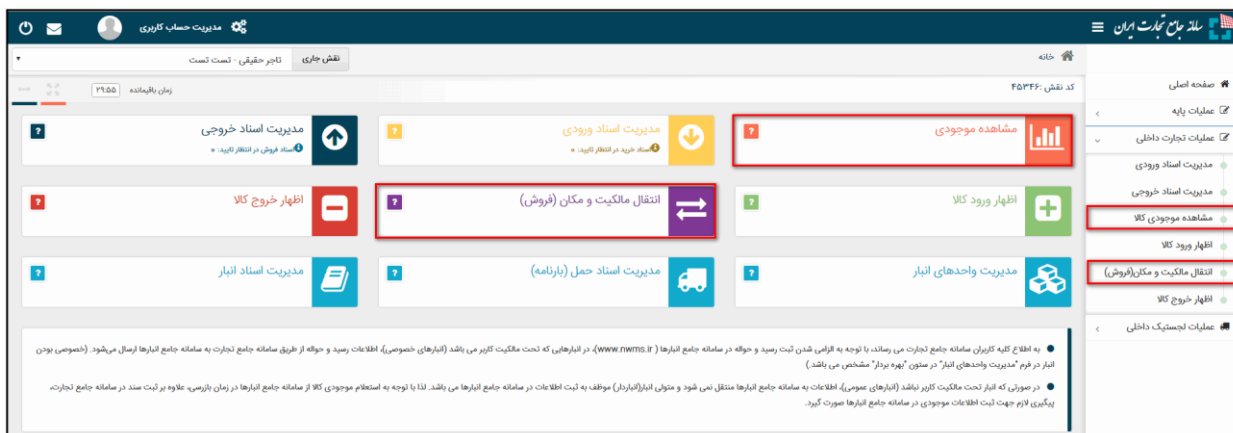 سامانه جامع تجارت ایران
مدیریت حساب کاربری
خانه
نقش جاری
تاجر حقیقی - تست تست
کد نقش :۴۵۳۴۶
زمان باقیمانده
۲۹:۵۵
صفحه اصلی
عملیات پایه
عملیات تجارت داخلی
مدیریت اسناد ورودی
مدیریت اسناد خروجی
مشاهده موجودی کالا
اظهار ورود کالا
انتقال مالکیت و مکان(فروش)
اظهار خروج کالا
عملیات لجستیک داخلی
مشاهده موجودی
?
مدیریت اسناد ورودی
اسناد خرید در انتظار تایید: ۰
?
مدیریت اسناد خروجی
اسناد فروش در انتظار تایید: ۰
?
اظهار ورود کالا
?
انتقال مالکیت و مکان (فروش)
?
اظهار خروج کالا
?
مدیریت واحدهای انبار
?
مدیریت اسناد حمل (بارنامه)
?
مدیریت اسناد انبار
?
به اطلاع کلیه کاربران سامانه جامع تجارت می رساند، با توجه به الزامی شدن ثبت رسید و حواله در سامانه جامع انبارها ( www.nwms.ir)، در انبارهایی که تحت مالکیت کاربر می باشد (انبارهای خصوصی)، اطلاعات رسید و حواله از طریق سامانه جامع تجارت به سامانه جامع انبارها ارسال می‌شود. (خصوصی بودن
انبار در فرم "مدیریت واحدهای انبار" در ستون "بهره بردار" مشخص می باشد.)
در صورتی که انبار تحت مالکیت کاربر نباشد (انبارهای عمومی)، اطلاعات به سامانه جامع انبارها منتقل نمی شود و متولی انبار(انباردار) موظف به ثبت اطلاعات در سامانه جامع انبارها می باشد. لذا با توجه به استعلام موجودی کالا از سامانه جامع انبارها در زمان بازرسی، علاوه بر ثبت سند در سامانه جامع تجارت،
پیگیری لازم جهت ثبت اطلاعات موجودی در سامانه جامع انبارها صورت گیرد.